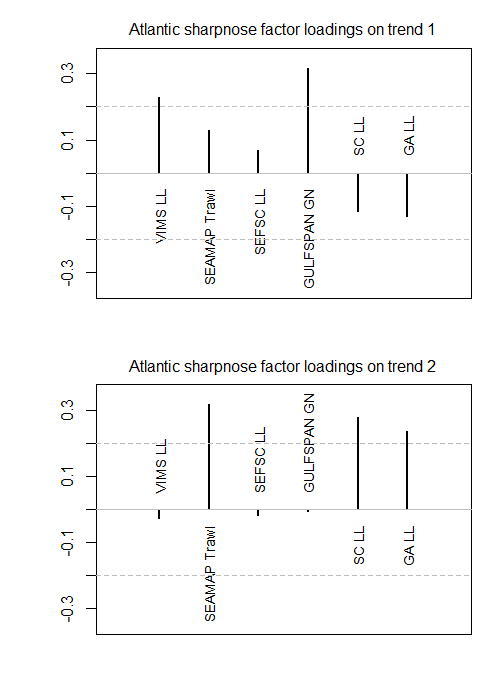 Atlantic sharpnose factor loadings on trend 1
0.3
0.1
-0.1
-0.3
VIMS LL
SEAMAP Trawl
SEFSC LL
GULFSPAN GN
SC LL
GA LL
Atlantic sharpnose factor loadings on trend 2
0.3
0.1
-0.1
-0.3
VIMS LL
SEAMAP Trawl
SEFSC LL
GULFSPAN GN
SC LL
GA LL